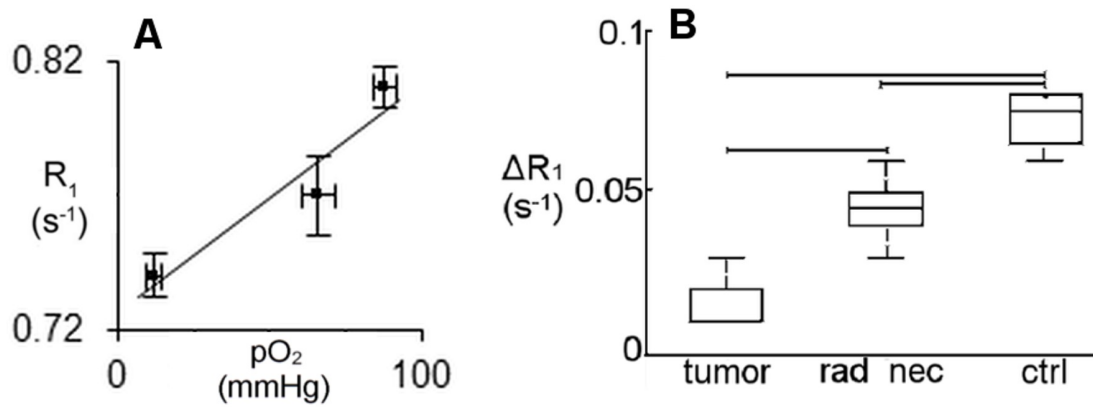 A
0.82
R₁
(s⁻¹)
0.72
0
pO₂
(mmHg)
100
B
0.1
ΔR₁
(s⁻¹)
0.05
0
tumor
rad nec
ctrl